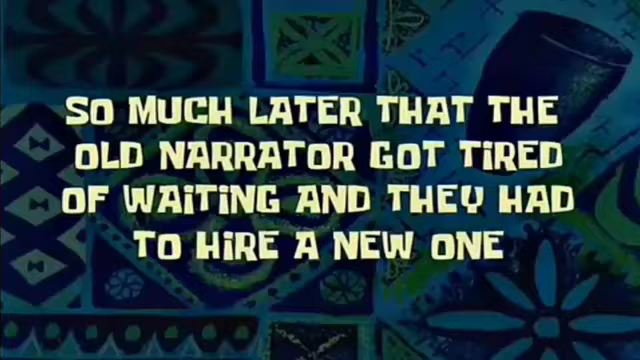 SO MUCH LATER THAT THE
OLD NARRATOR GOT TIRED
OF WAITING AND THEY HAD
TO HIRE A NEW ONE